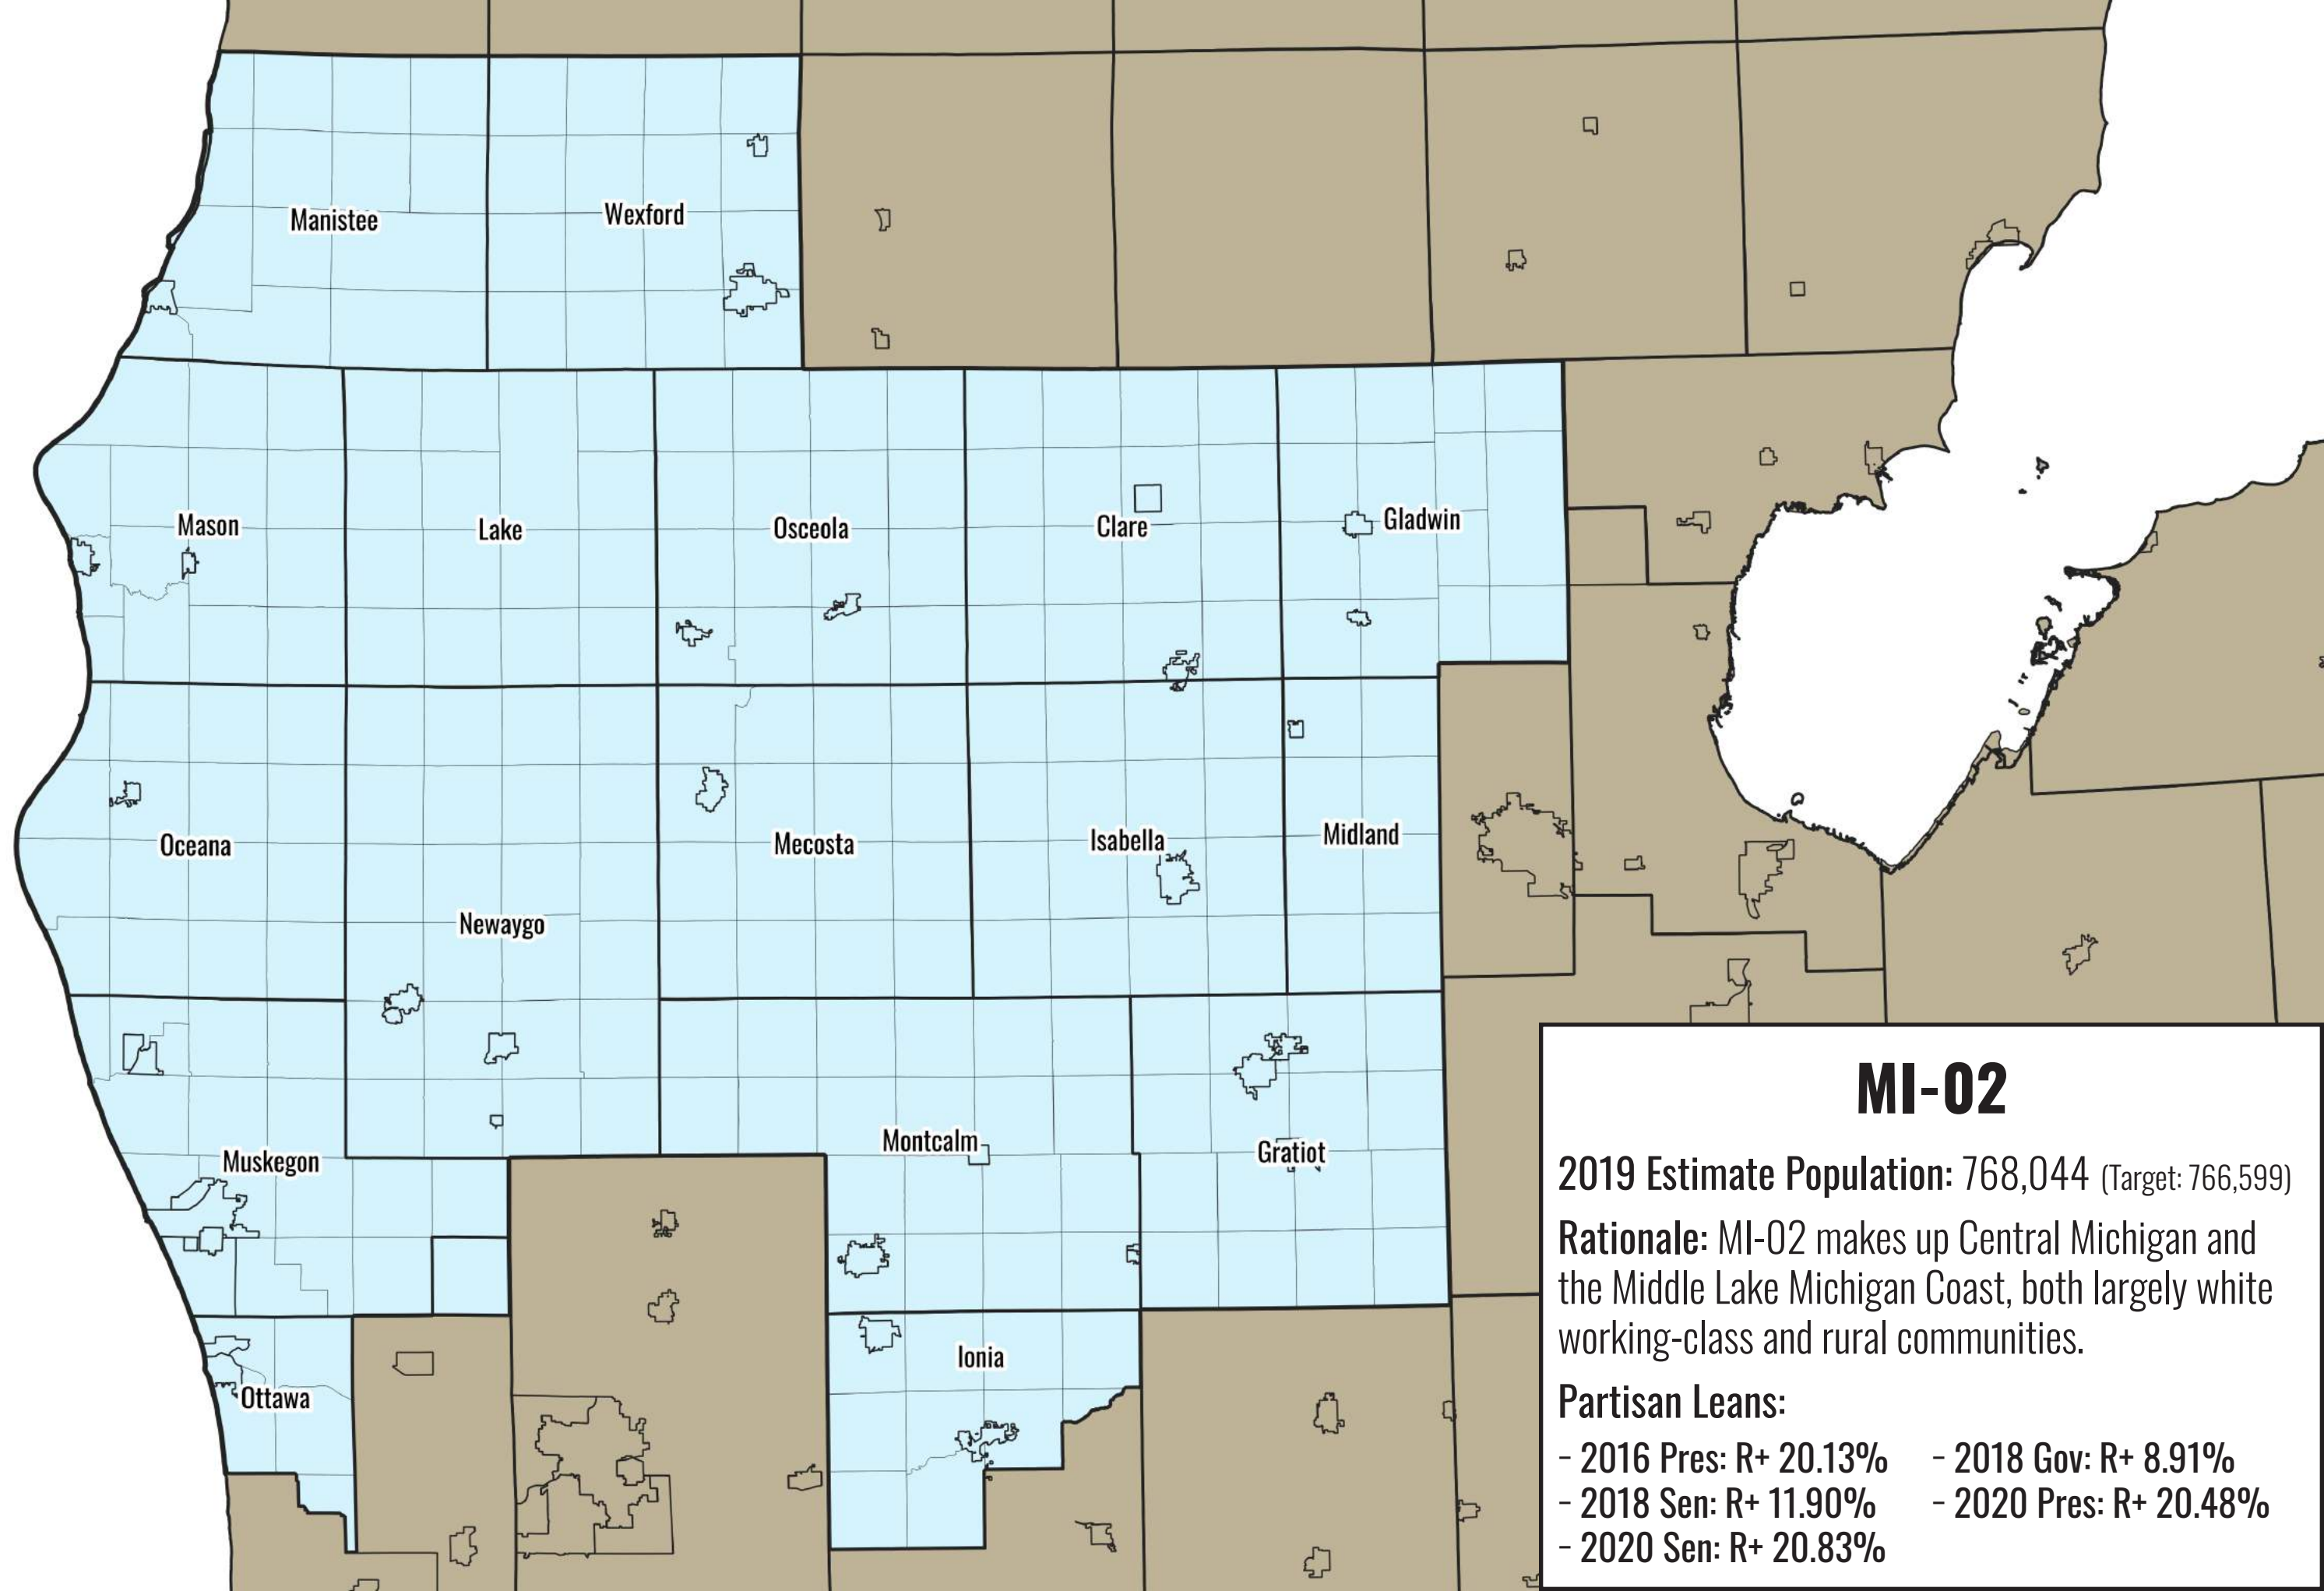 Manistee
Wexford
Mason
Lake
Osceola
Clare
Gladwin
Oceana
Newaygo
Mecosta
Isabella
Midland
Muskegon
Montcalm
Gratiot
Ottawa
Ionia
MI-02
2019 Estimate Population: 768,044 (Target: 766,599)
Rationale: MI-02 makes up Central Michigan and
the Middle Lake Michigan Coast, both largely white
working-class and rural communities.
Partisan Leans:
- 2016 Pres: R+ 20.13%
- 2018 Gov: R+ 8.91%
- 2018 Sen: R+ 11.90%
- 2020 Pres: R+ 20.48%
- 2020 Sen: R+ 20.83%